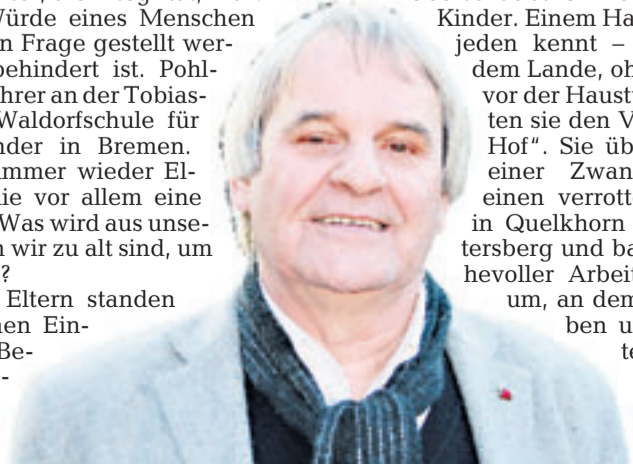 Würde eines Menschen
n Frage gestellt wer-
behindert ist. Pohl-
hrer an der Tobias-
Waldorfschule für
nder in Bremen.
immer wieder El-
ie vor allem eine
Was wird aus unse-
n wir zu alt sind, um
?
Eltern standen
nen Ein-
Be-
-
Kinder. Einem Ha
jeden kennt –
dem Lande, oh
vor der Haust
ten sie den V
Hof“. Sie üb
einer Zwan
einen verrott
in Quelkhorn
tersberg und ba
hevoller Arbeit
um, an dem
ben u
te